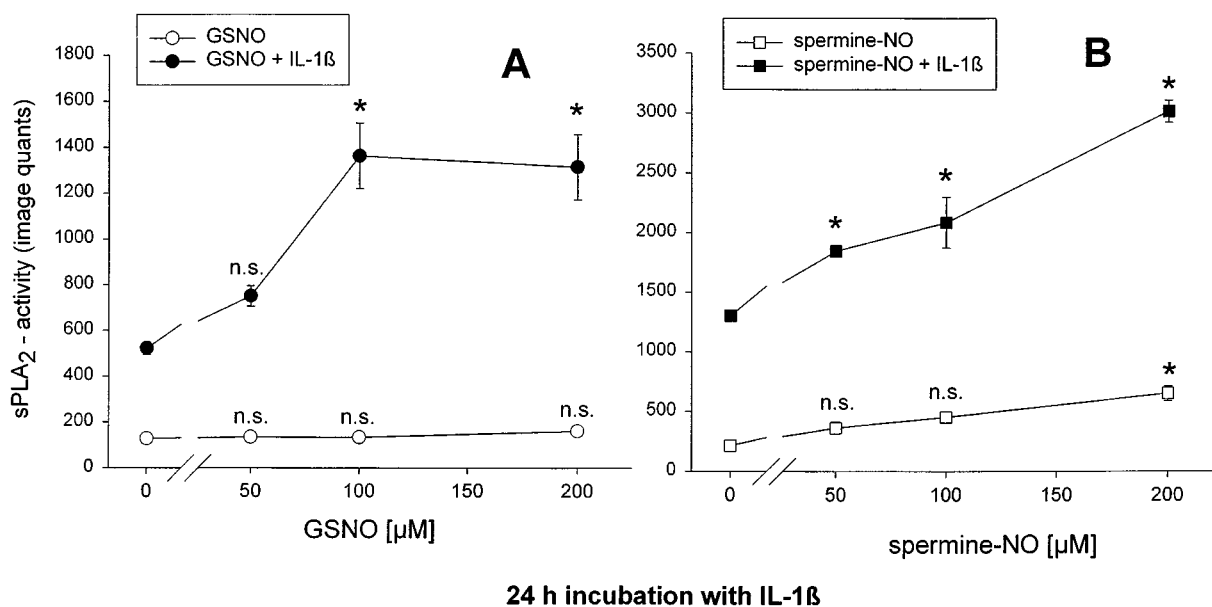 GSNO
GSNO + IL-1ß
A
sPLA2 - activity (image quants)
1800
1600
1400
1200
1000
800
600
400
200
0
*
*
n.s.
n.s.
n.s.
n.s.
0
50
100
150
200
GSNO [µM]
spermine-NO
spermine-NO + IL-1ß
B
3500
3000
2500
2000
1500
1000
500
0
*
*
*
*
n.s.
n.s.
0
50
100
150
200
spermine-NO [µM]
24 h incubation with IL-1ß